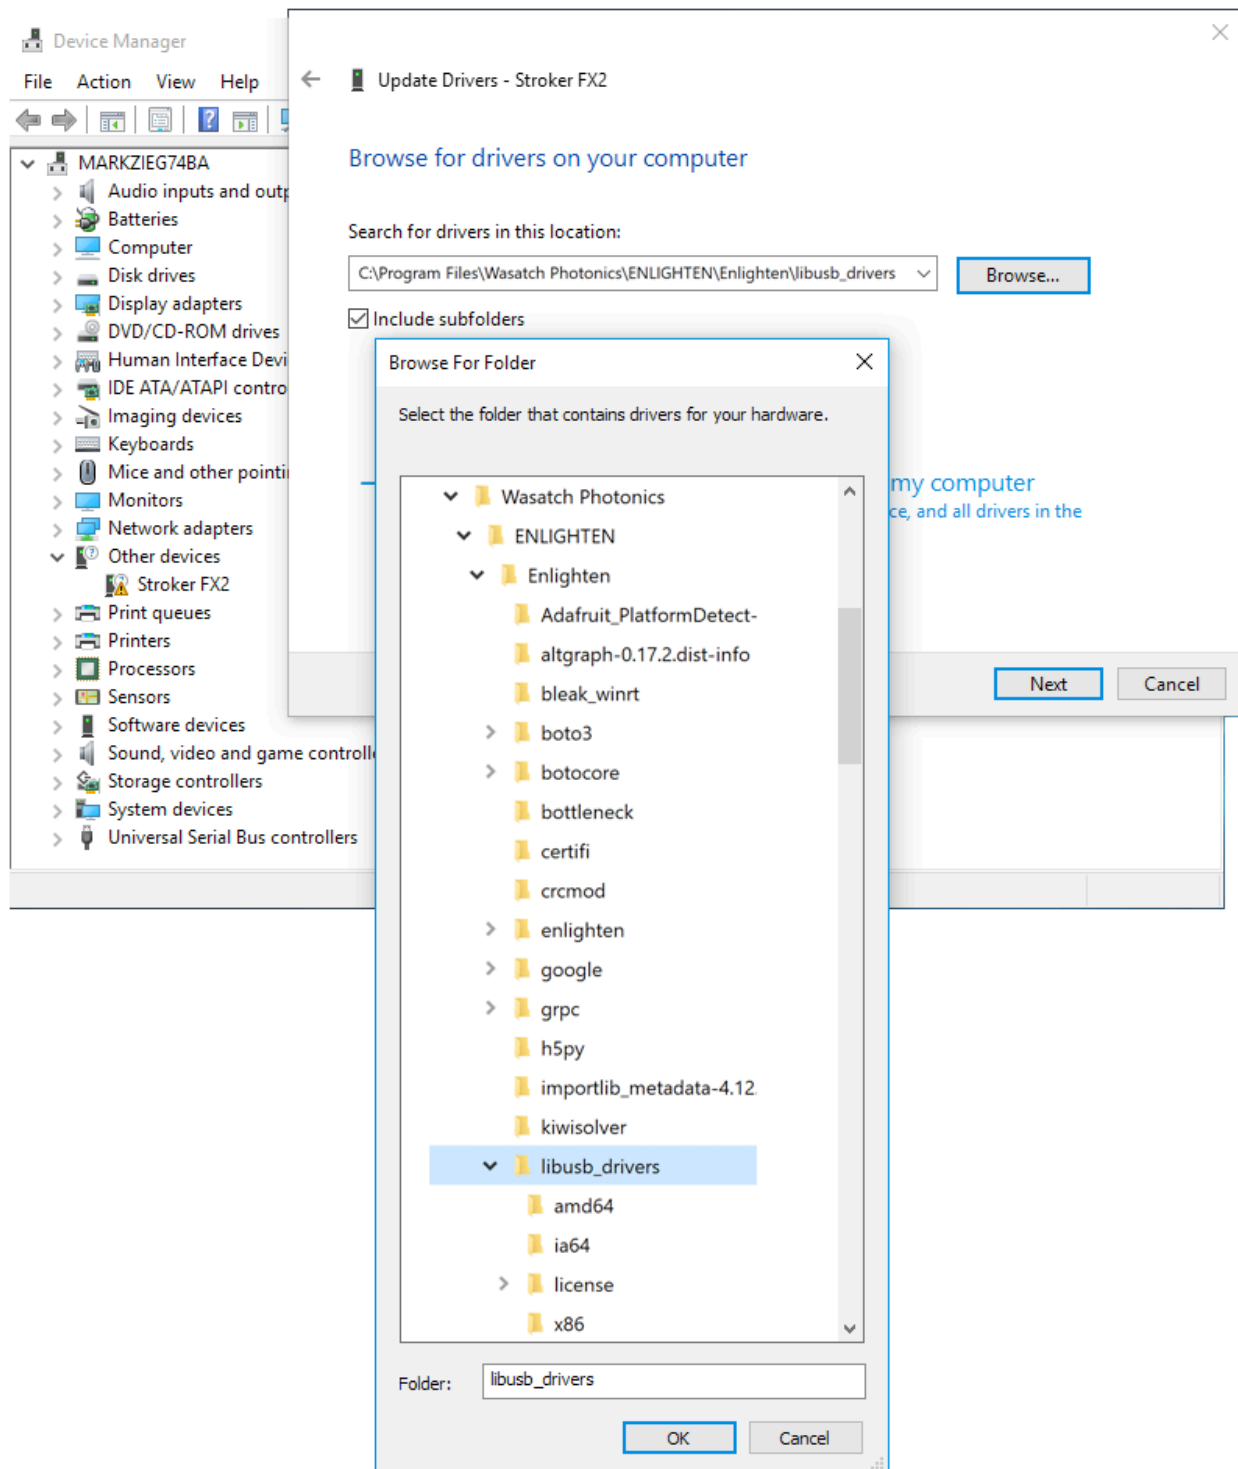 Device Manager
File Action View Help
MARKZIEG74BA
Audio inputs and outp
Batteries
Computer
Disk drives
Display adapters
DVD/CD-ROM drives
Human Interface Devi
IDE ATA/ATAPI contro
Imaging devices
Keyboards
Mice and other pointi
Monitors
Network adapters
Other devices
Stroker FX2
Print queues
Printers
Processors
Sensors
Software devices
Sound, video and game controlle
Storage controllers
System devices
Universal Serial Bus controllers
Update Drivers - Stroker FX2
Browse for drivers on your computer
Search for drivers in this location:
C:\Program Files\Wasatch Photonics\ENLIGHTEN\Enlighten\libusb_drivers
Browse...
Include subfolders
my computer
ce, and all drivers in the
Next Cancel
Browse For Folder
Select the folder that contains drivers for your hardware.
Wasatch Photonics
ENLIGHTEN
Enlighten
Adafruit_PlatformDetect-
altgraph-0.17.2.dist-info
bleak_winrt
boto3
botocore
bottleneck
certifi
crcmod
enlighten
google
grpc
h5py
importlib_metadata-4.12.
kiwisolver
libusb_drivers
amd64
ia64
license
x86
Folder: libusb_drivers
OK Cancel